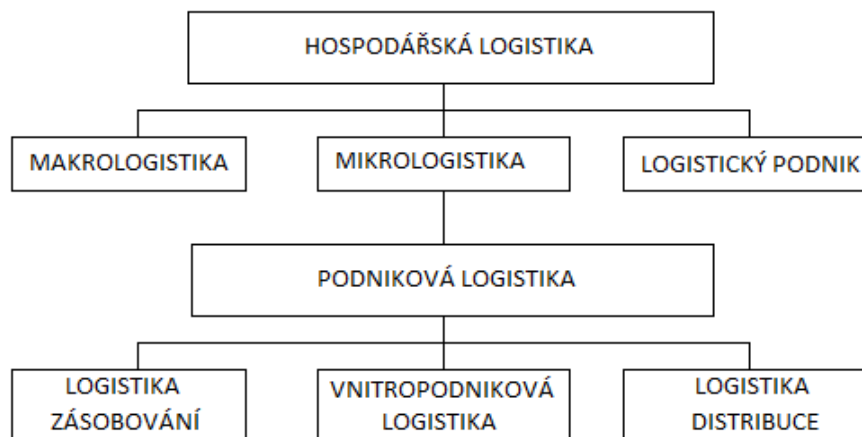 HOSPODÁŘSKÁ LOGISTIKA
MAKROLOGISTIKA
MIKROLOGISTIKA
LOGISTICKÝ PODNIK
PODNIKOVÁ LOGISTIKA
LOGISTIKA
ZÁSOBOVÁNÍ
VNITROPODNIKOVÁ
LOGISTIKA
LOGISTIKA
DISTRIBUCE